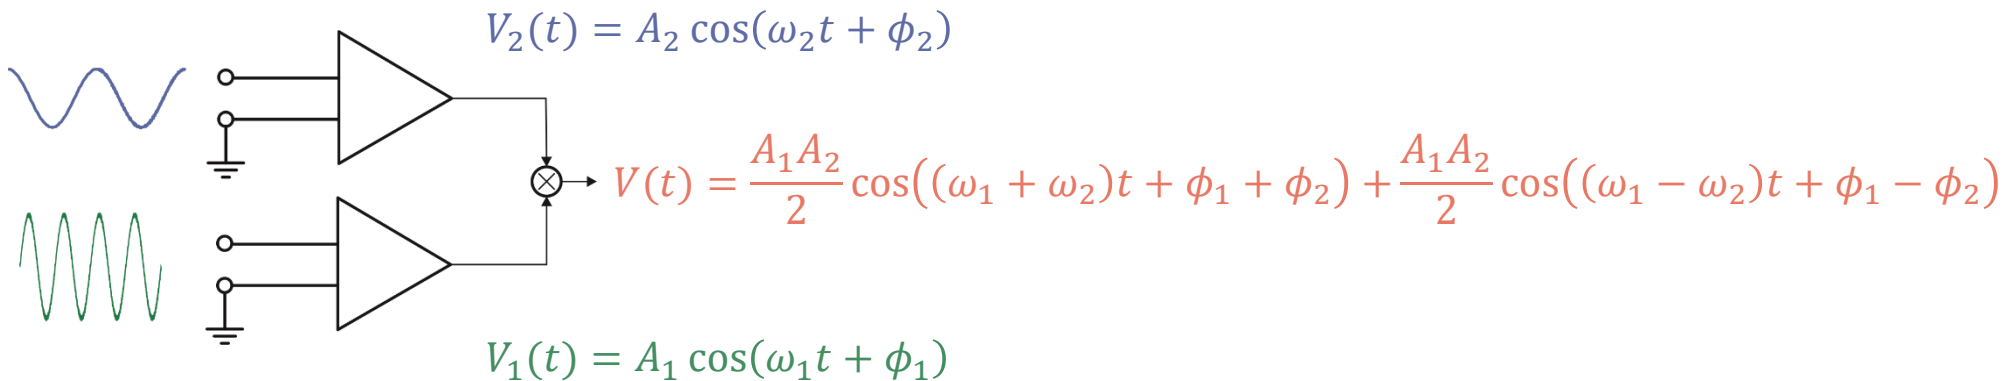 V₂(t) = A₂ cos(ω₂t + ϕ₂)
V(t) = A₁A₂/2 cos((ω₁ + ω₂)t + ϕ₁ + ϕ₂) + A₁A₂/2 cos((ω₁ − ω₂)t + ϕ₁ − ϕ₂)
V₁(t) = A₁ cos(ω₁t + ϕ₁)